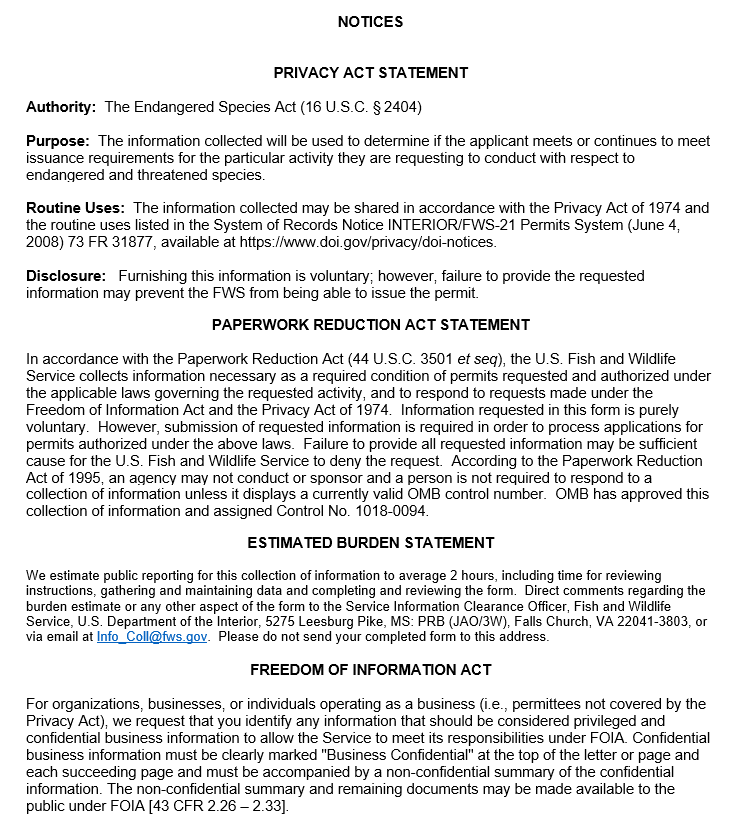 NOTICES
PRIVACY ACT STATEMENT
Authority:  The Endangered Species Act (16 U.S.C. § 2404)
Purpose:  The information collected will be used to determine if the applicant meets or continues to meet
issuance requirements for the particular activity they are requesting to conduct with respect to
endangered and threatened species.
Routine Uses:  The information collected may be shared in accordance with the Privacy Act of 1974 and
the routine uses listed in the System of Records Notice INTERIOR/FWS-21 Permits System (June 4,
2008) 73 FR 31877, available at https://www.doi.gov/privacy/doi-notices.
Disclosure:   Furnishing this information is voluntary; however, failure to provide the requested
information may prevent the FWS from being able to issue the permit.
PAPERWORK REDUCTION ACT STATEMENT
In accordance with the Paperwork Reduction Act (44 U.S.C. 3501 et seq), the U.S. Fish and Wildlife
Service collects information necessary as a required condition of permits requested and authorized under
the applicable laws governing the requested activity, and to respond to requests made under the
Freedom of Information Act and the Privacy Act of 1974.  Information requested in this form is purely
voluntary.  However, submission of requested information is required in order to process applications for
permits authorized under the above laws.  Failure to provide all requested information may be sufficient
cause for the U.S. Fish and Wildlife Service to deny the request.  According to the Paperwork Reduction
Act of 1995, an agency may not conduct or sponsor and a person is not required to respond to a
collection of information unless it displays a currently valid OMB control number.  OMB has approved this
collection of information and assigned Control No. 1018-0094.
ESTIMATED BURDEN STATEMENT
We estimate public reporting for this collection of information to average 2 hours, including time for reviewing
instructions, gathering and maintaining data and completing and reviewing the form.  Direct comments regarding the
burden estimate or any other aspect of the form to the Service Information Clearance Officer, Fish and Wildlife
Service, U.S. Department of the Interior, 5275 Leesburg Pike, MS: PRB (JAO/3W), Falls Church, VA 22041-3803, or
via email at Info_Coll@fws.gov.  Please do not send your completed form to this address.
FREEDOM OF INFORMATION ACT
For organizations, businesses, or individuals operating as a business (i.e., permittees not covered by the
Privacy Act), we request that you identify any information that should be considered privileged and
confidential business information to allow the Service to meet its responsibilities under FOIA. Confidential
business information must be clearly marked "Business Confidential" at the top of the letter or page and
each succeeding page and must be accompanied by a non-confidential summary of the confidential
information. The non-confidential summary and remaining documents may be made available to the
public under FOIA [43 CFR 2.26 – 2.33].